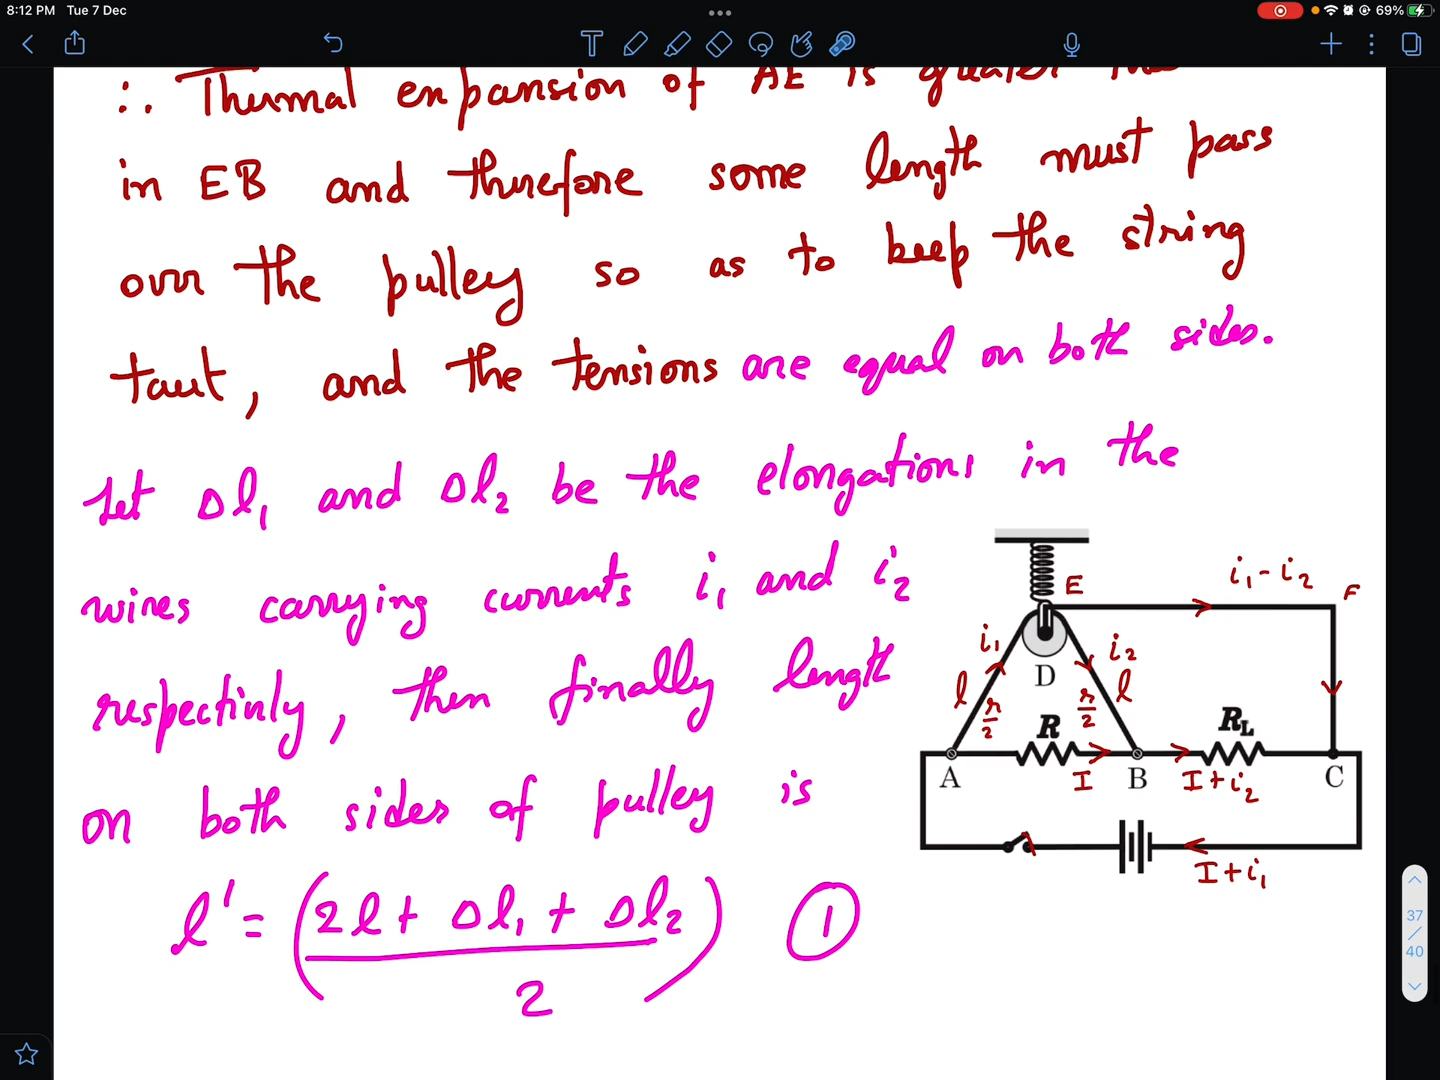 8:12 PM Tue 7 Dec
69%
∴ Thermal expansion of AE is greater than
in EB and therefore some length must pass
over the pulley so as to keep the string
taut, and the tensions are equal on both sides.
Let Δl₁ and Δl₂ be the elongations in the
wires carrying currents i₁ and i₂
respectively, then finally length
on both sides of pulley is
l' = (2l + Δl₁ + Δl₂ / 2) ①
E
i₁ - i₂
F
i₁
i₂
D
l
r/2
r/2
l
R
R_L
A
I
B
I + i₂
C
I + i₁
37
/
40